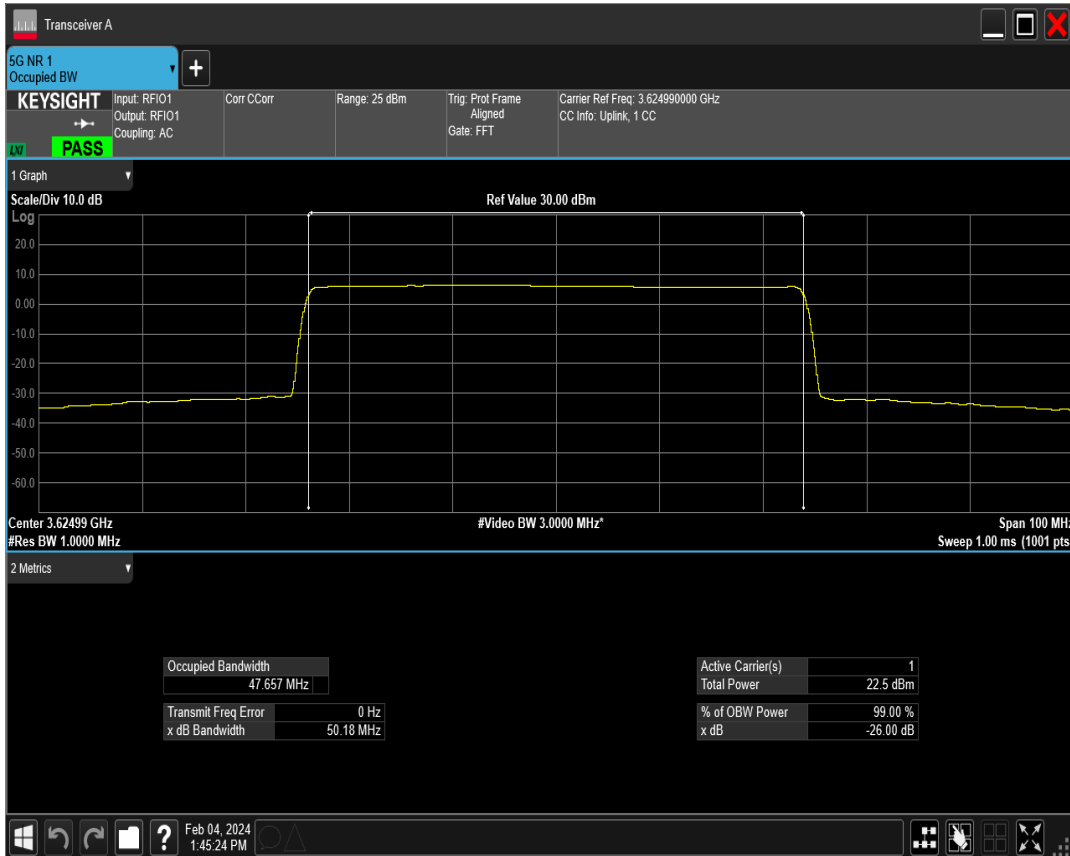 Transceiver A
5G NR 1
Occupied BW
+
KEYSIGHT
LXI
PASS
Input: RFIO1
Output: RFIO1
Coupling: AC
Corr CCorr
Range: 25 dBm
Trig: Prot Frame
Aligned
Gate: FFT
Carrier Ref Freq: 3.624990000 GHz
CC Info: Uplink, 1 CC
1 Graph
Scale/Div 10.0 dB
Ref Value 30.00 dBm
Log
20.0
10.0
0.00
-10.0
-20.0
-30.0
-40.0
-50.0
-60.0
Center 3.62499 GHz
#Video BW 3.0000 MHz*
Span 100 MHz
#Res BW 1.0000 MHz
Sweep 1.00 ms (1001 pts
2 Metrics
Occupied Bandwidth
47.657 MHz
Transmit Freq Error 0 Hz
x dB Bandwidth 50.18 MHz
Active Carrier(s) 1
Total Power 22.5 dBm
% of OBW Power 99.00 %
x dB -26.00 dB
?
Feb 04, 2024
1:45:24 PM